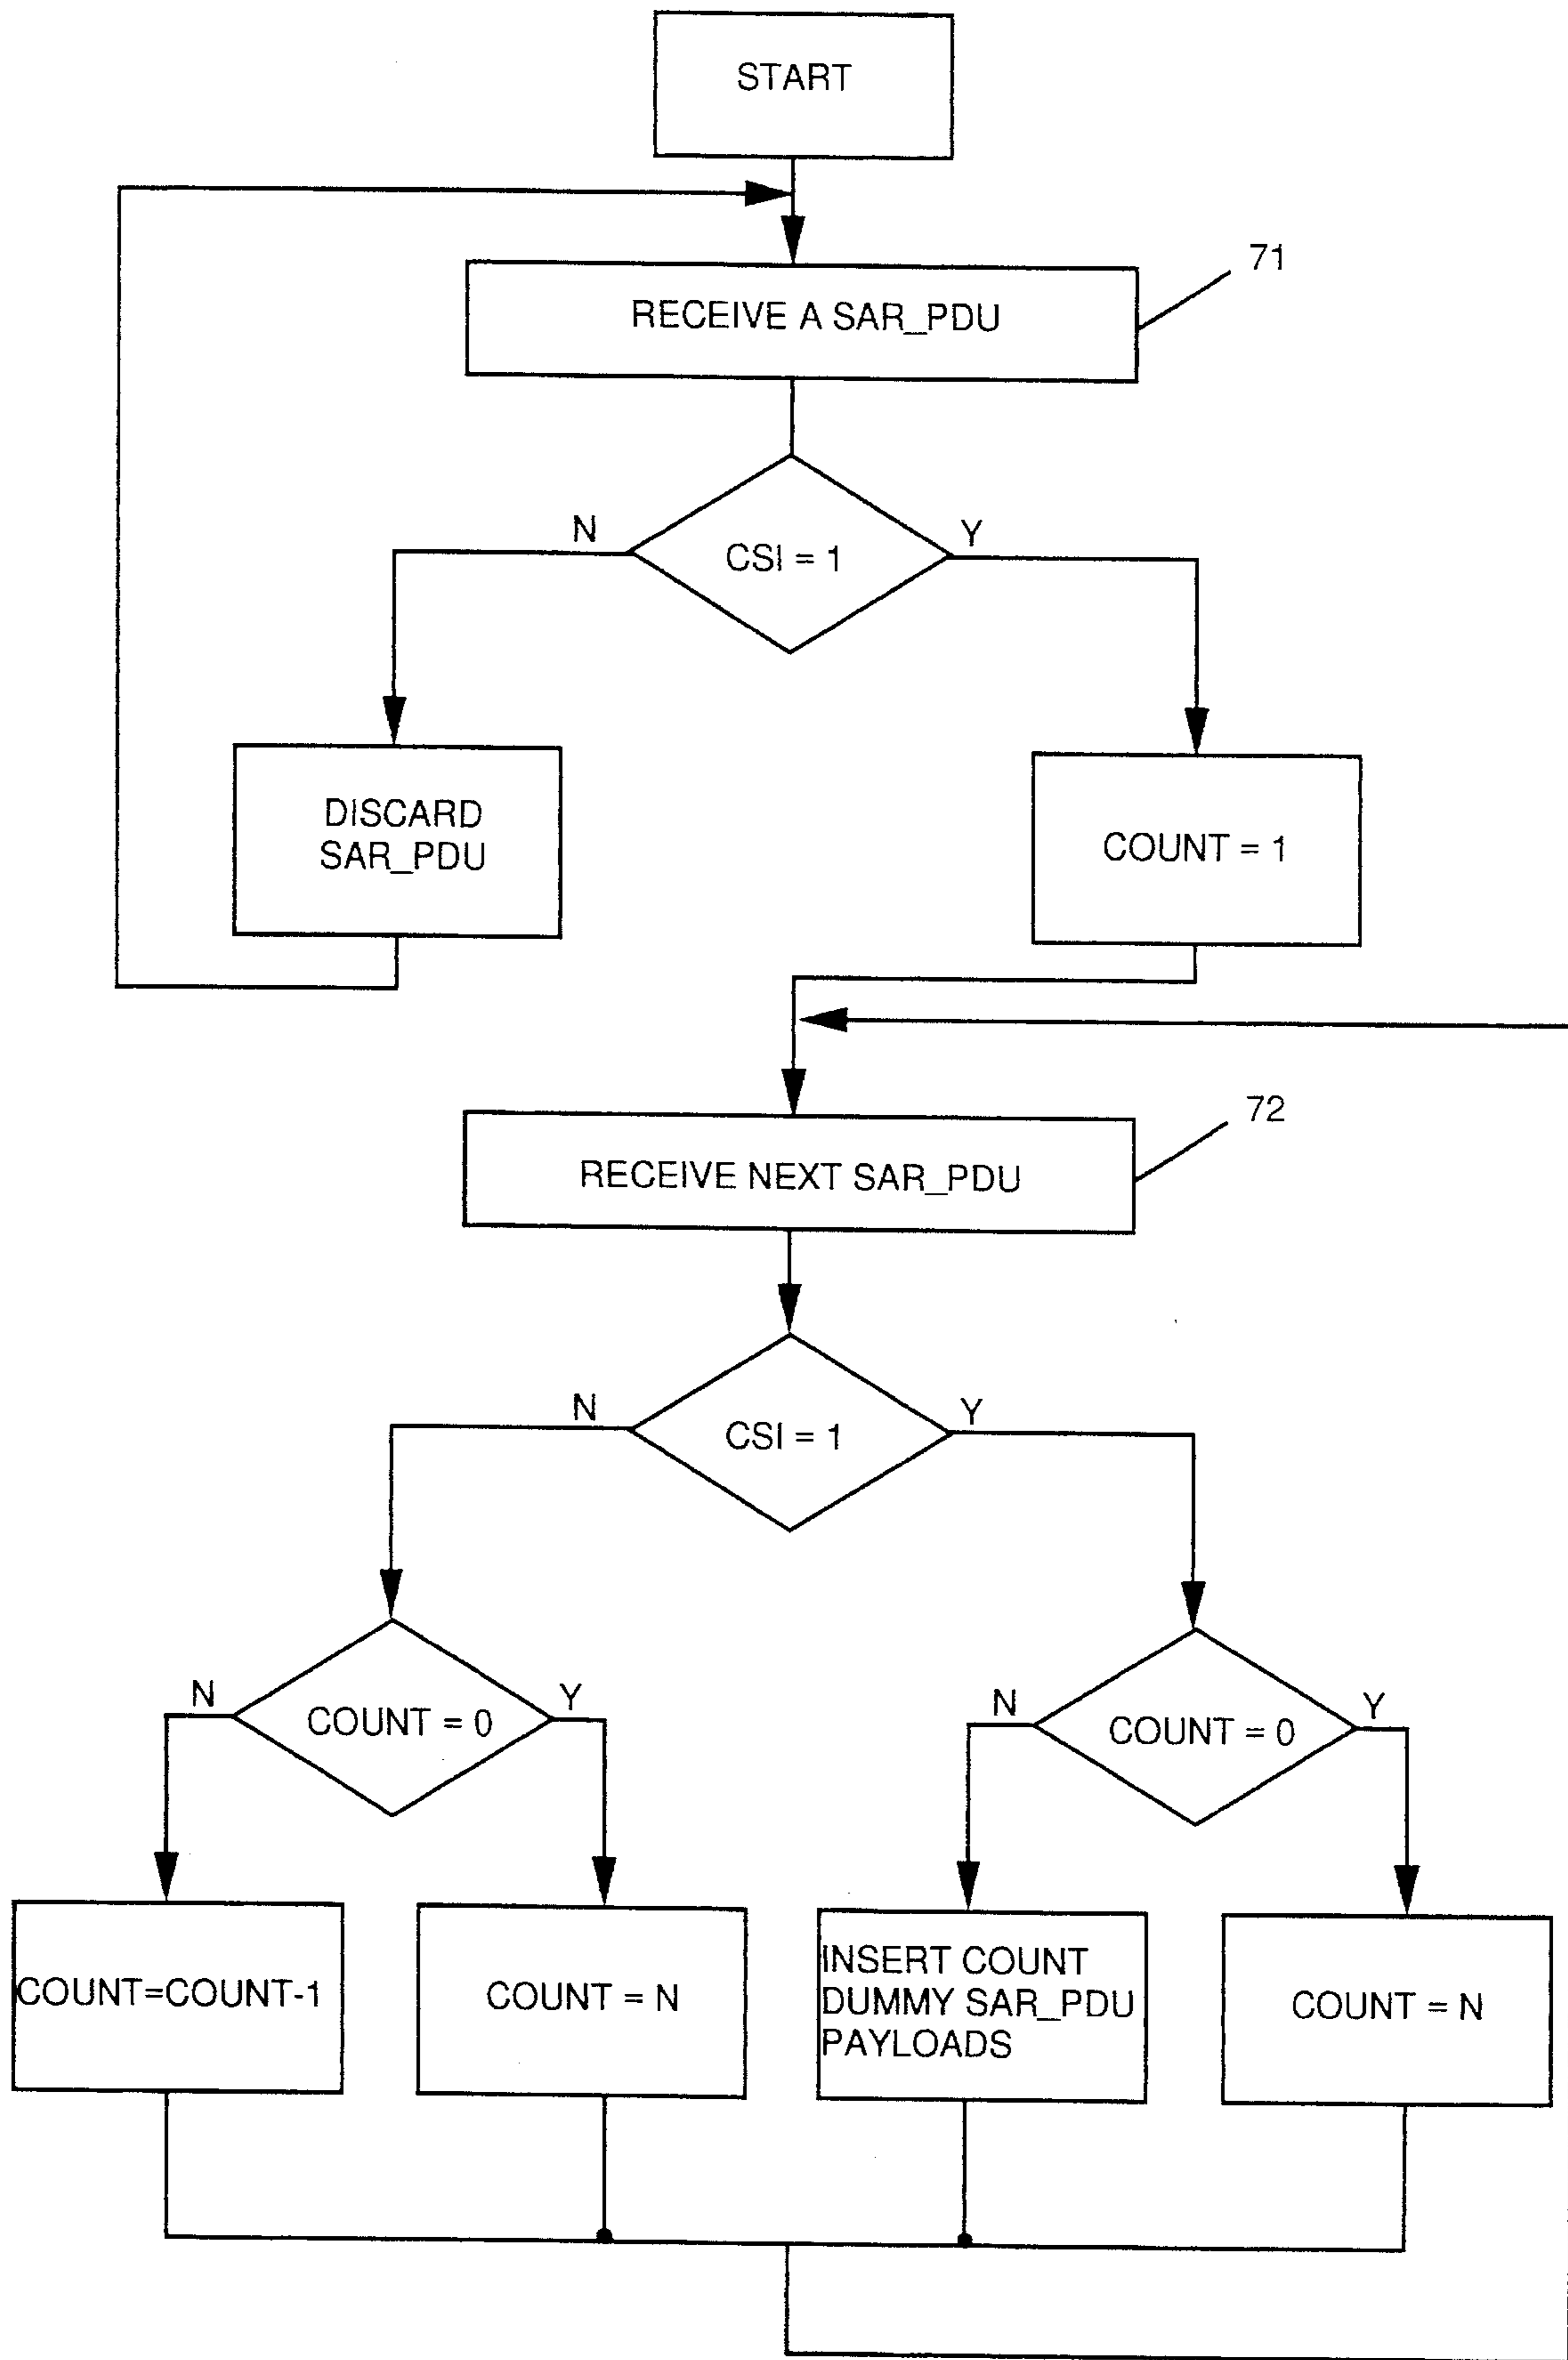 START
71
RECEIVE A SAR_PDU
N
Y
CSI = 1
DISCARD
SAR_PDU
COUNT = 1
72
RECEIVE NEXT SAR_PDU
N
Y
CSI = 1
N
Y
COUNT = 0
N
Y
COUNT = 0
COUNT=COUNT-1
COUNT = N
INSERT COUNT
DUMMY SAR_PDU
PAYLOADS
COUNT = N